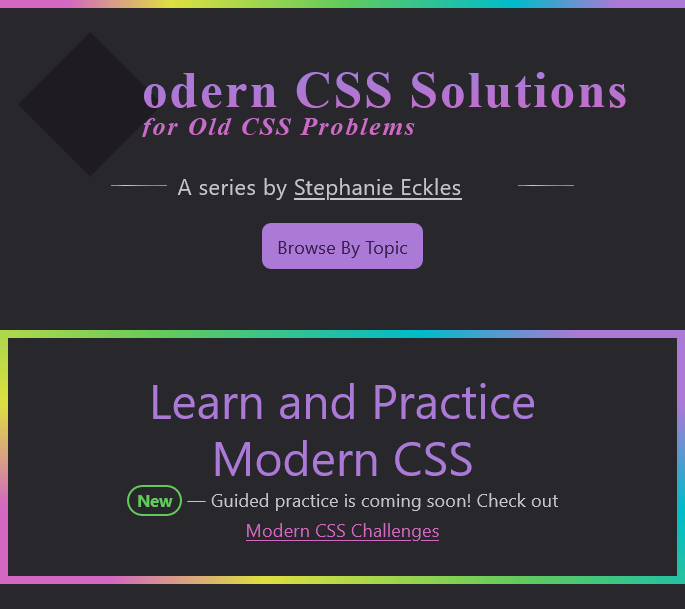 odern CSS Solutions
for Old CSS Problems
A series by Stephanie Eckles
Browse By Topic
Learn and Practice
Modern CSS
New — Guided practice is coming soon! Check out
Modern CSS Challenges